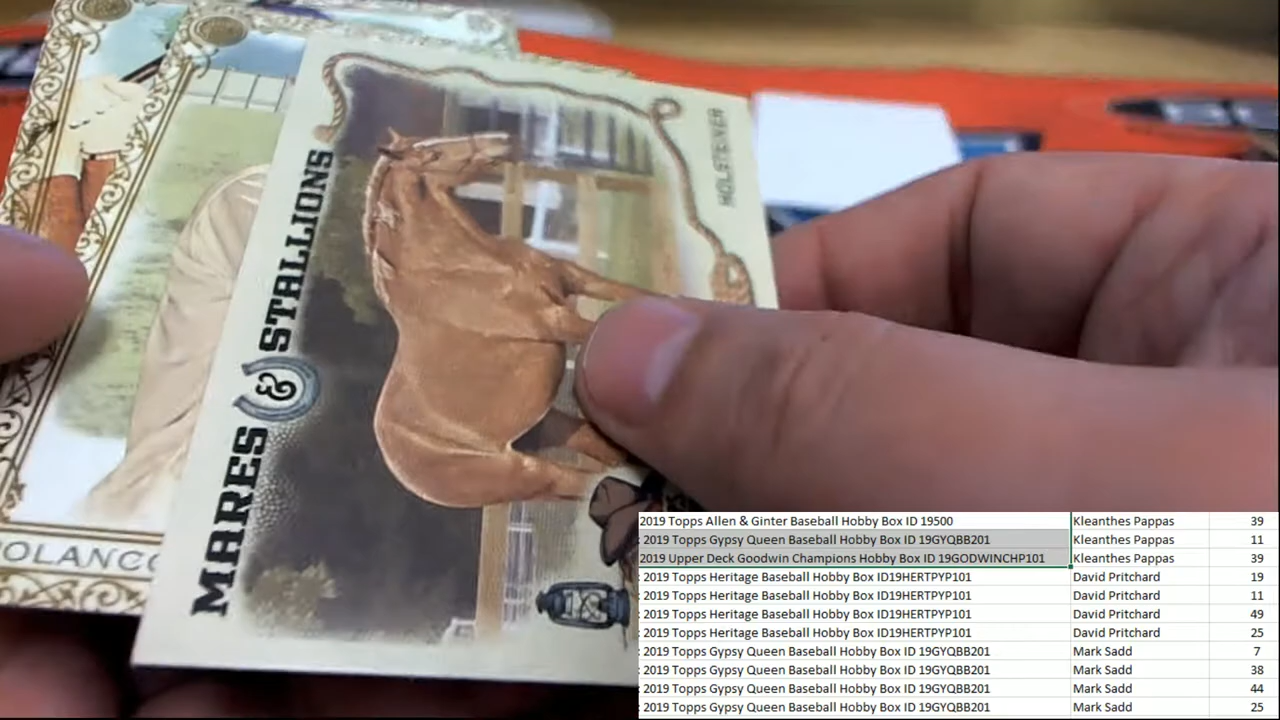 MARES & STALLIONS
HOLSTEINER
POLANCO
2019 Topps Allen & Ginter Baseball Hobby Box ID 19500 Kleanthes Pappas 39
: 2019 Topps Gypsy Queen Baseball Hobby Box ID 19GYQBB201 Kleanthes Pappas 11
2019 Upper Deck Goodwin Champions Hobby Box ID 19GODWINCHP101 Kleanthes Pappas 39
: 2019 Topps Heritage Baseball Hobby Box ID19HERTPYP101 David Pritchard 19
: 2019 Topps Heritage Baseball Hobby Box ID19HERTPYP101 David Pritchard 11
: 2019 Topps Heritage Baseball Hobby Box ID19HERTPYP101 David Pritchard 49
: 2019 Topps Heritage Baseball Hobby Box ID19HERTPYP101 David Pritchard 25
: 2019 Topps Gypsy Queen Baseball Hobby Box ID 19GYQBB201 Mark Sadd 7
: 2019 Topps Gypsy Queen Baseball Hobby Box ID 19GYQBB201 Mark Sadd 38
: 2019 Topps Gypsy Queen Baseball Hobby Box ID 19GYQBB201 Mark Sadd 44
: 2019 Topps Gypsy Queen Baseball Hobby Box ID 19GYQBB201 Mark Sadd 25